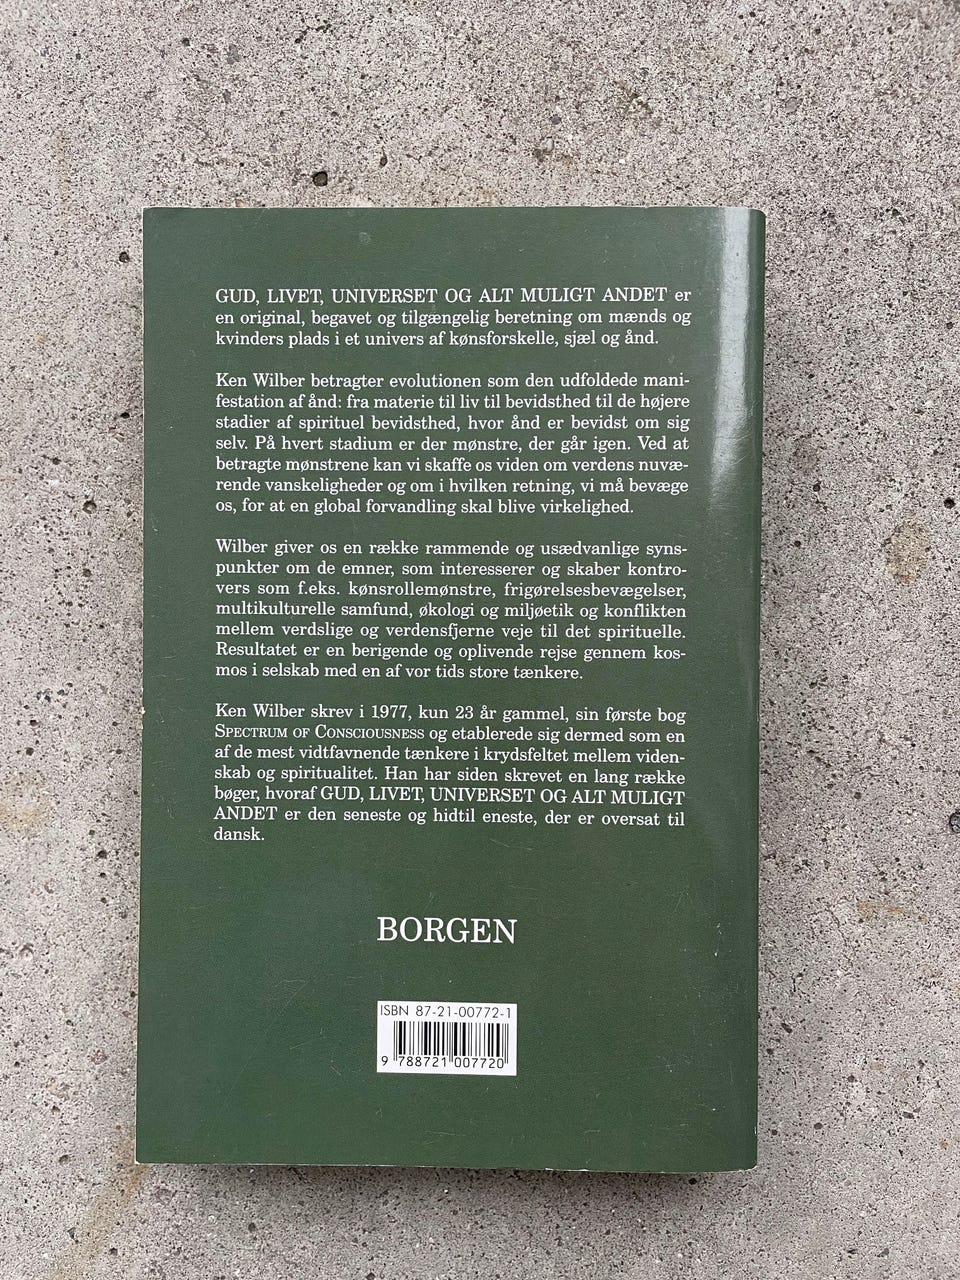 GUD, LIVET, UNIVERSET OG ALT MULIGT ANDET er
en original, begavet og tilgængelig beretning om mænds og
kvinders plads i et univers af kønsforskelle, sjæl og ånd.
Ken Wilber betragter evolutionen som den udfoldede mani-
festation af ånd: fra materie til liv til bevidsthed til de højere
stadier af spirituel bevidsthed, hvor ånd er bevidst om sig
selv. På hvert stadium er der mønstre, der går igen. Ved at
betragte mønstrene kan vi skaffe os viden om verdens nuvæ-
rende vanskeligheder og om i hvilken retning, vi må bevæge
os, for at en global forvandling skal blive virkelighed.
Wilber giver os en række rammende og usædvanlige syns-
punkter om de emner, som interesserer og skaber kontro-
vers som f.eks. kønsrollemønstre, frigørelsesbevægelser,
multikulturelle samfund, økologi og miljøetik og konflikten
mellem verdslige og verdensfjerne veje til det spirituelle.
Resultatet er en berigende og oplivende rejse gennem kos-
mos i selskab med en af vor tids store tænkere.
Ken Wilber skrev i 1977, kun 23 år gammel, sin første bog
SPECTRUM OF CONSCIOUSNESS og etablerede sig dermed som en
af de mest vidtfavnende tænkere i krydsfeltet mellem viden-
skab og spiritualitet. Han har siden skrevet en lang række
bøger, hvoraf GUD, LIVET, UNIVERSET OG ALT MULIGT
ANDET er den seneste og hidtil eneste, der er oversat til
dansk.
BORGEN
ISBN 87-21-00772-1
9 788721 007720